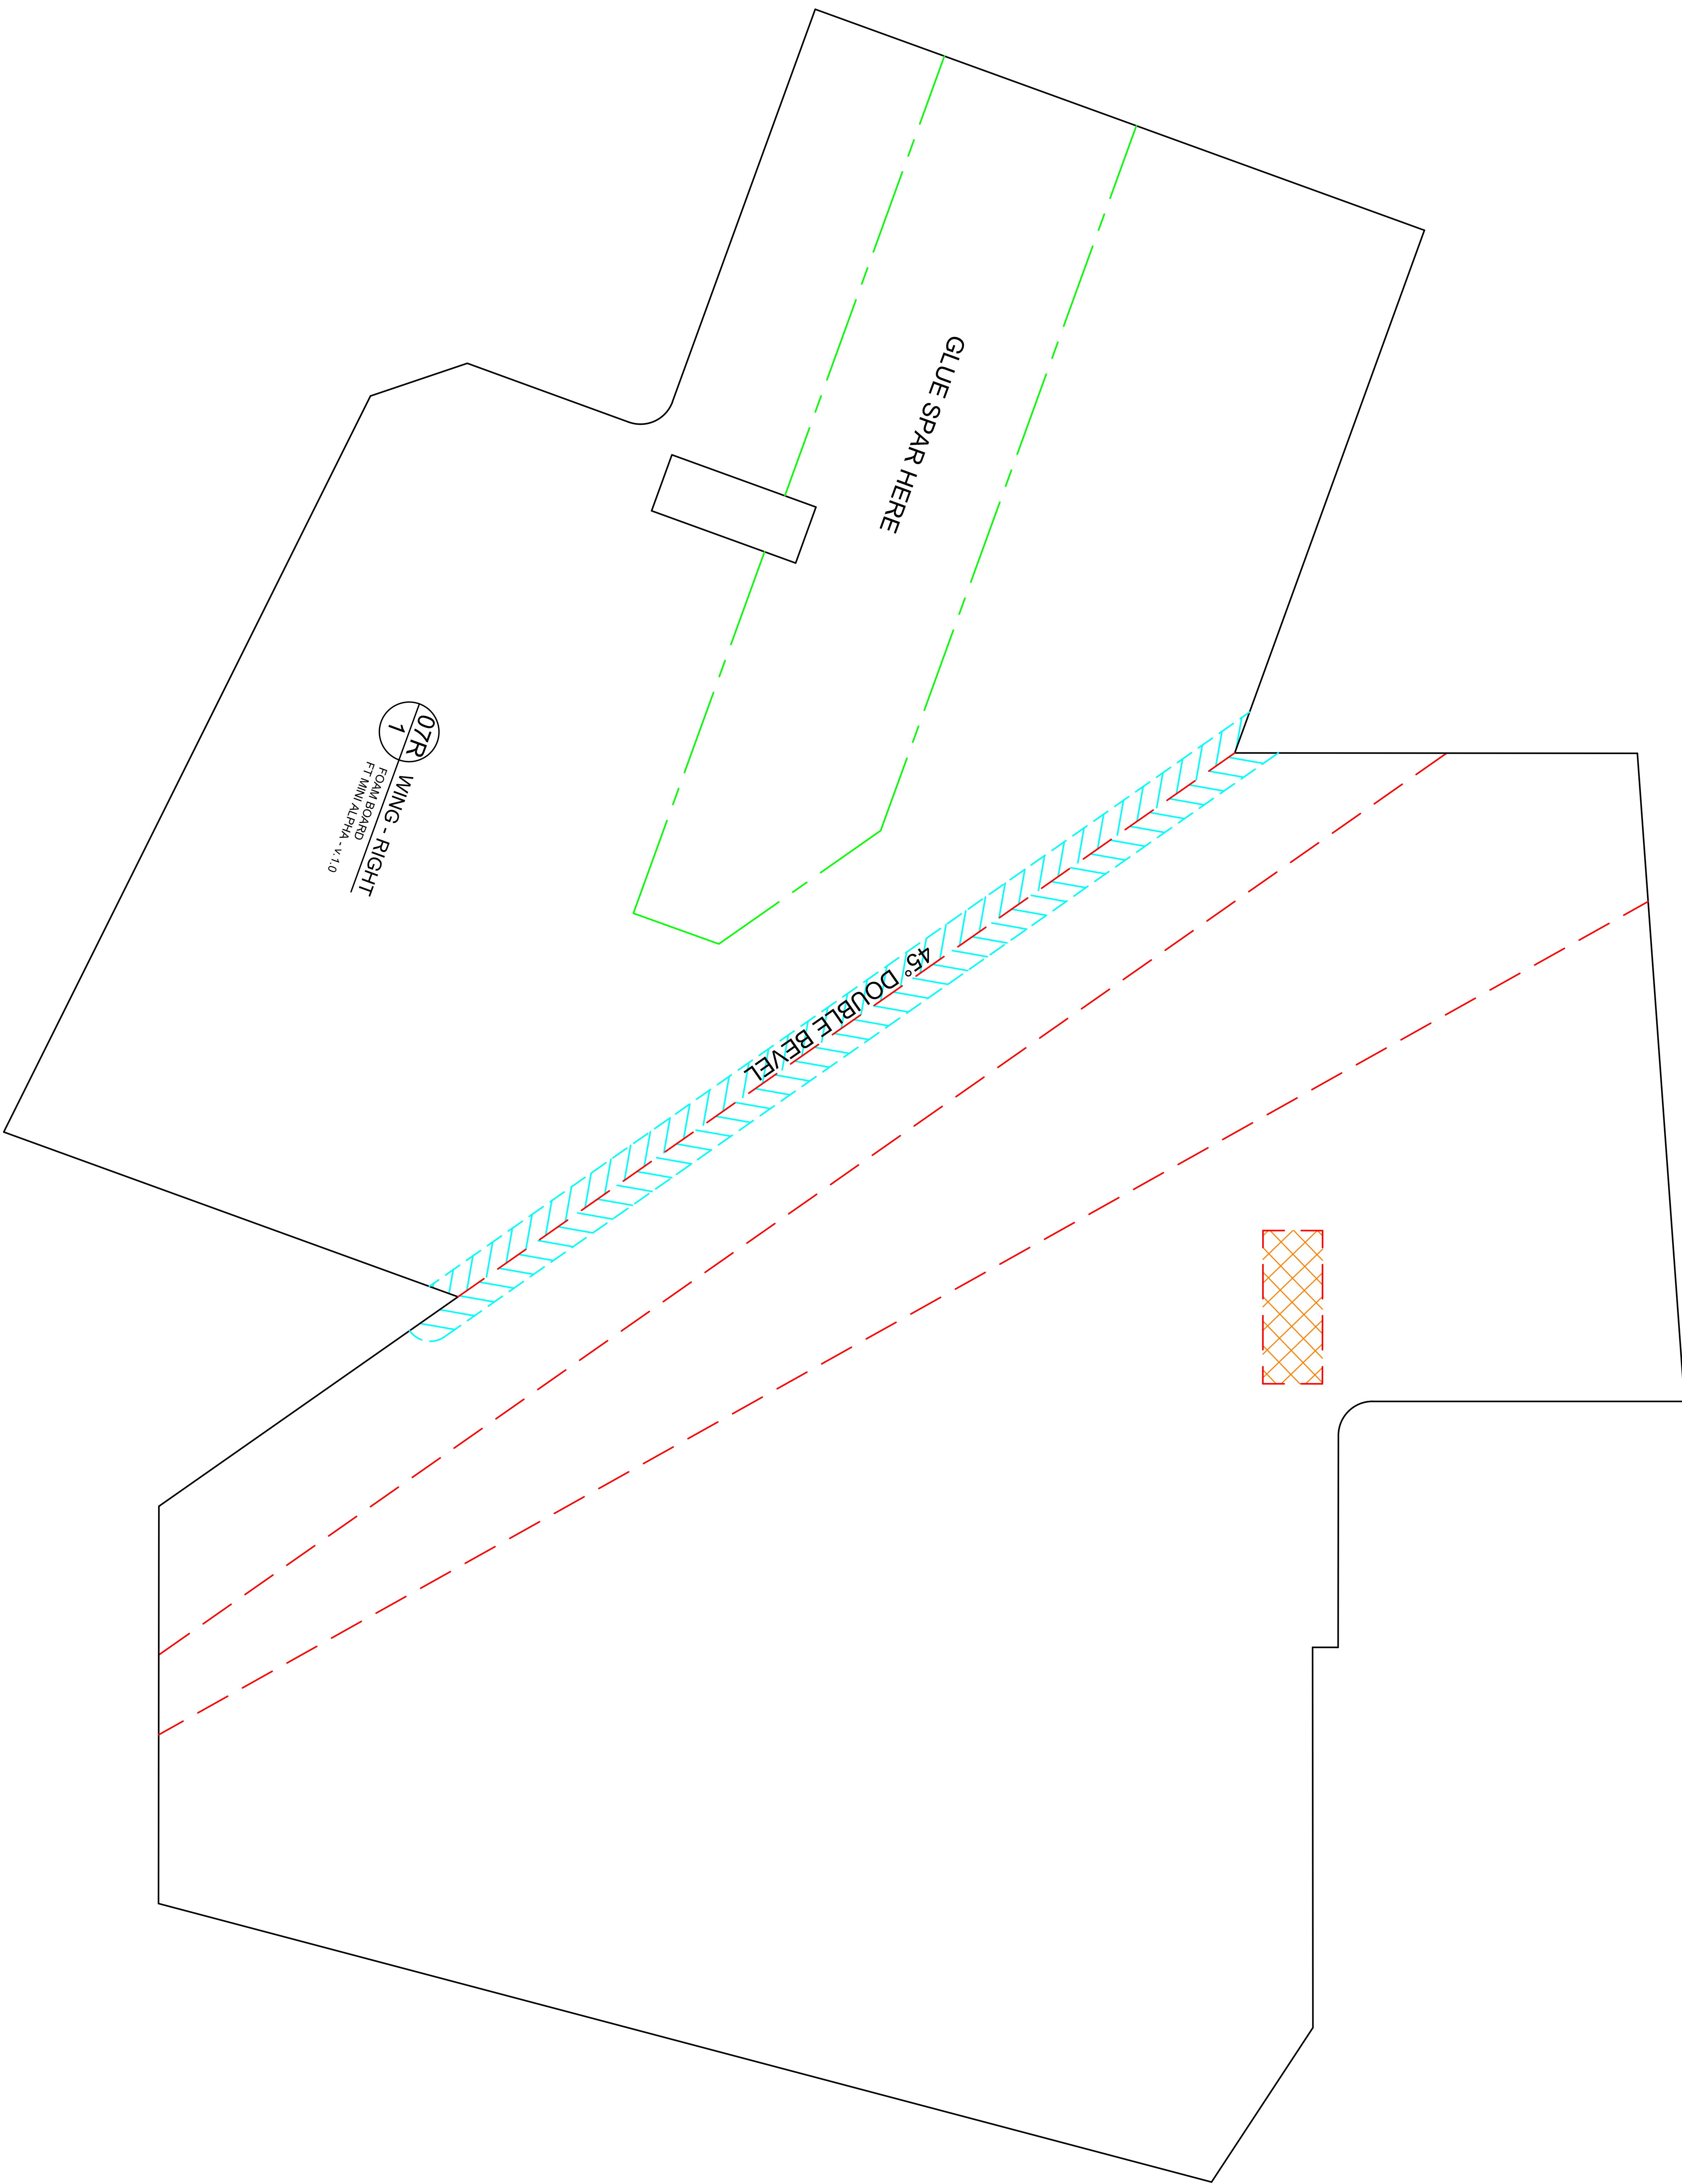 GLUE SPAR HERE
07R
1
WING - RIGHT
FOAM BOARD
FT MINI ALPHA - v.1.0
45° DOUBLE BEVEL